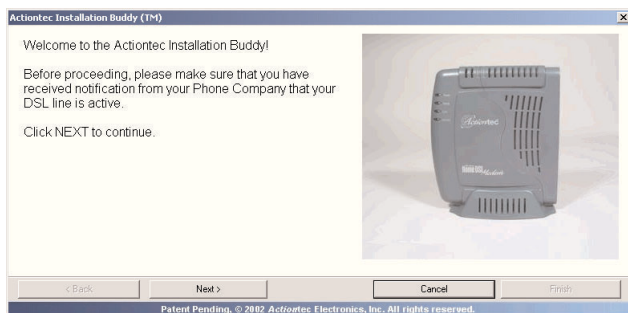 Actiontec Installation Buddy (TM)
Welcome to the Actiontec Installation Buddy!
Before proceeding, please make sure that you have
received notification from your Phone Company that your
DSL line is active.
Click NEXT to continue.
Actiontec
< Back
Next >
Cancel
Finish
Patent Pending, © 2002 Actiontec Electronics, Inc. All rights reserved.